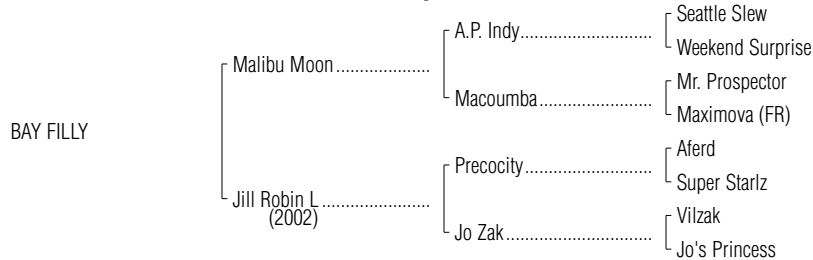 Seattle Slew
A.P. Indy..............................
Weekend Surprise
Malibu Moon.....................
Mr. Prospector
Macoumba.........................
Maximova (FR)
BAY FILLY
Aferd
Precocity............................
Super Starlz
Jill Robin L........................
(2002)
Vilzak
Jo Zak.................................
Jo's Princess